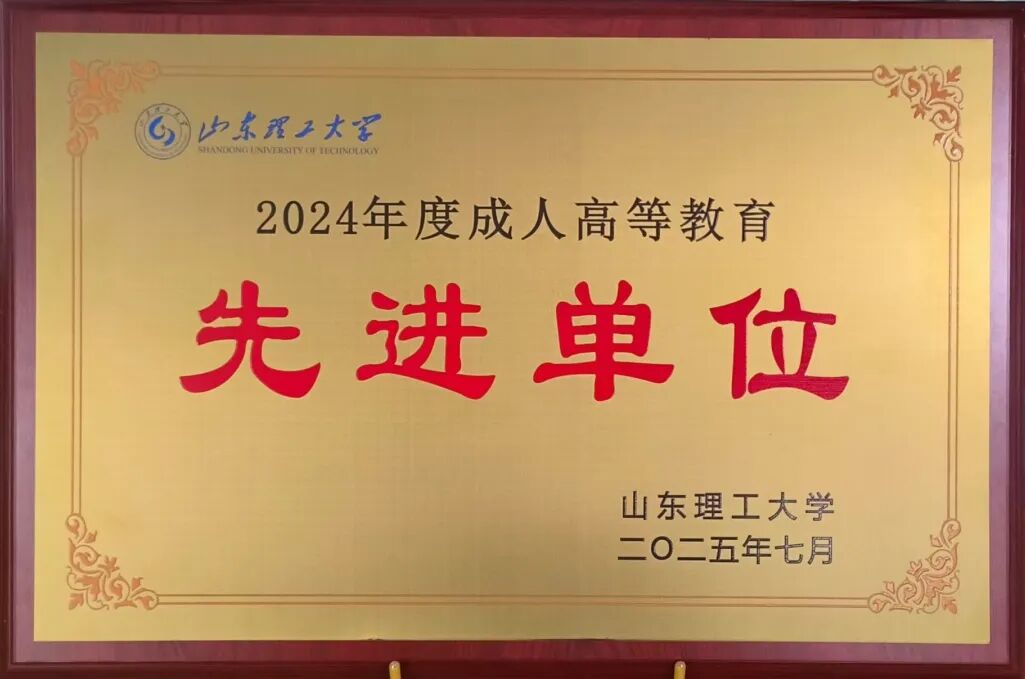 山东理工大学
SHANDONG UNIVERSITY OF TECHNOLOGY
2024年度成人高等教育
先进单位
山东理工大学
二〇二五年七月